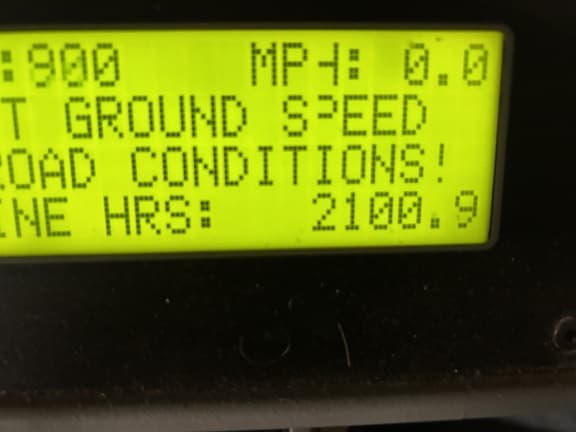 :900 MPH: 0.0
T GROUND SPEED
ROAD CONDITIONS!
INE HRS: 2100.9